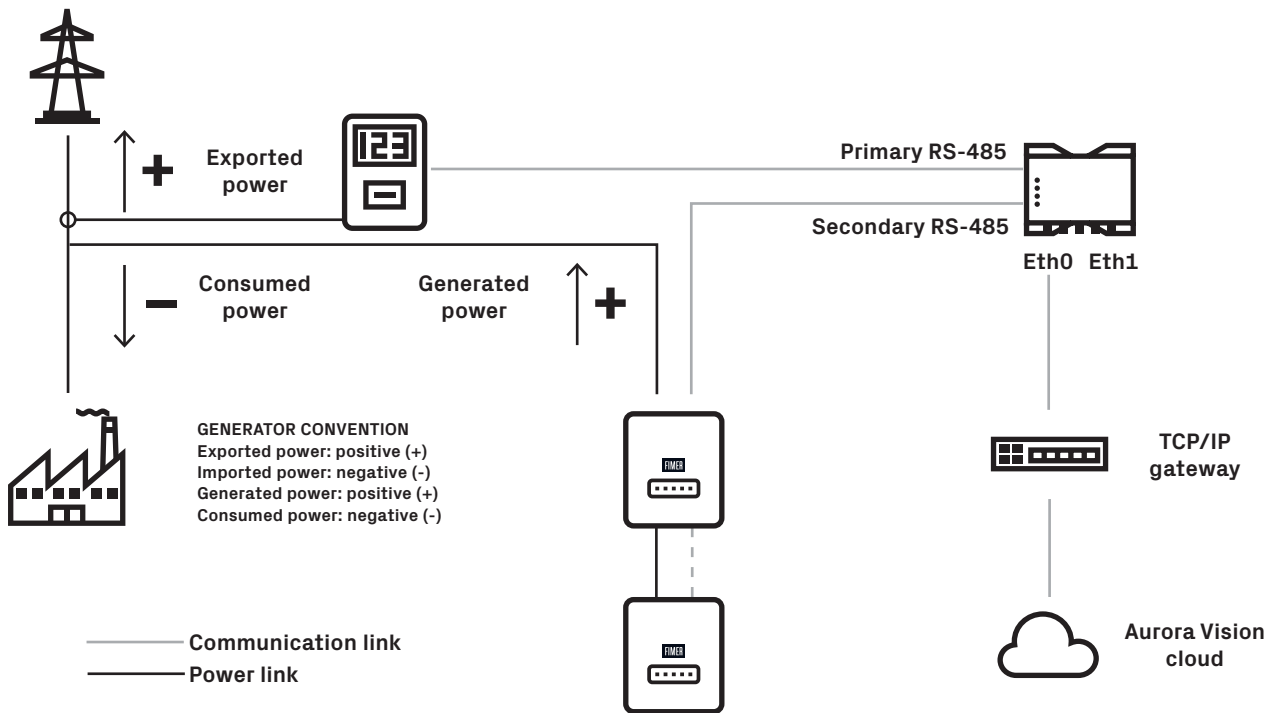 123
Exported
power
Primary RS-485
Secondary RS-485
Eth0 Eth1
Consumed
power
Generated
power
GENERATOR CONVENTION
Exported power: positive (+)
Imported power: negative (-)
Generated power: positive (+)
Consumed power: negative (-)
FIMER
TCP/IP
gateway
FIMER
Aurora Vision
cloud
Communication link
Power link